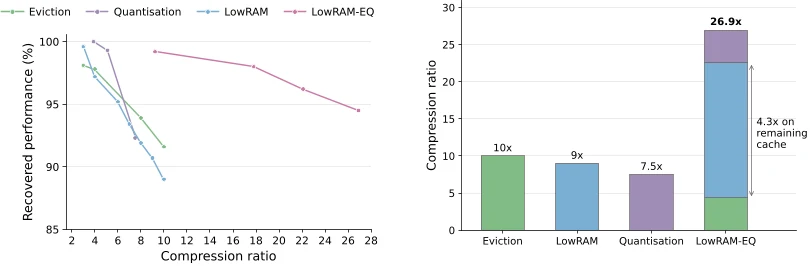 Eviction Quantisation LowRAM LowRAM-EQ
Recovered performance (%)
100
95
90
85
2 4 6 8 10 12 14 16 18 20 22 24 26 28
Compression ratio
Compression ratio
30
25
20
15
10
5
0
10x
9x
7.5x
26.9x
4.3x on
remaining
cache
Eviction LowRAM Quantisation LowRAM-EQ